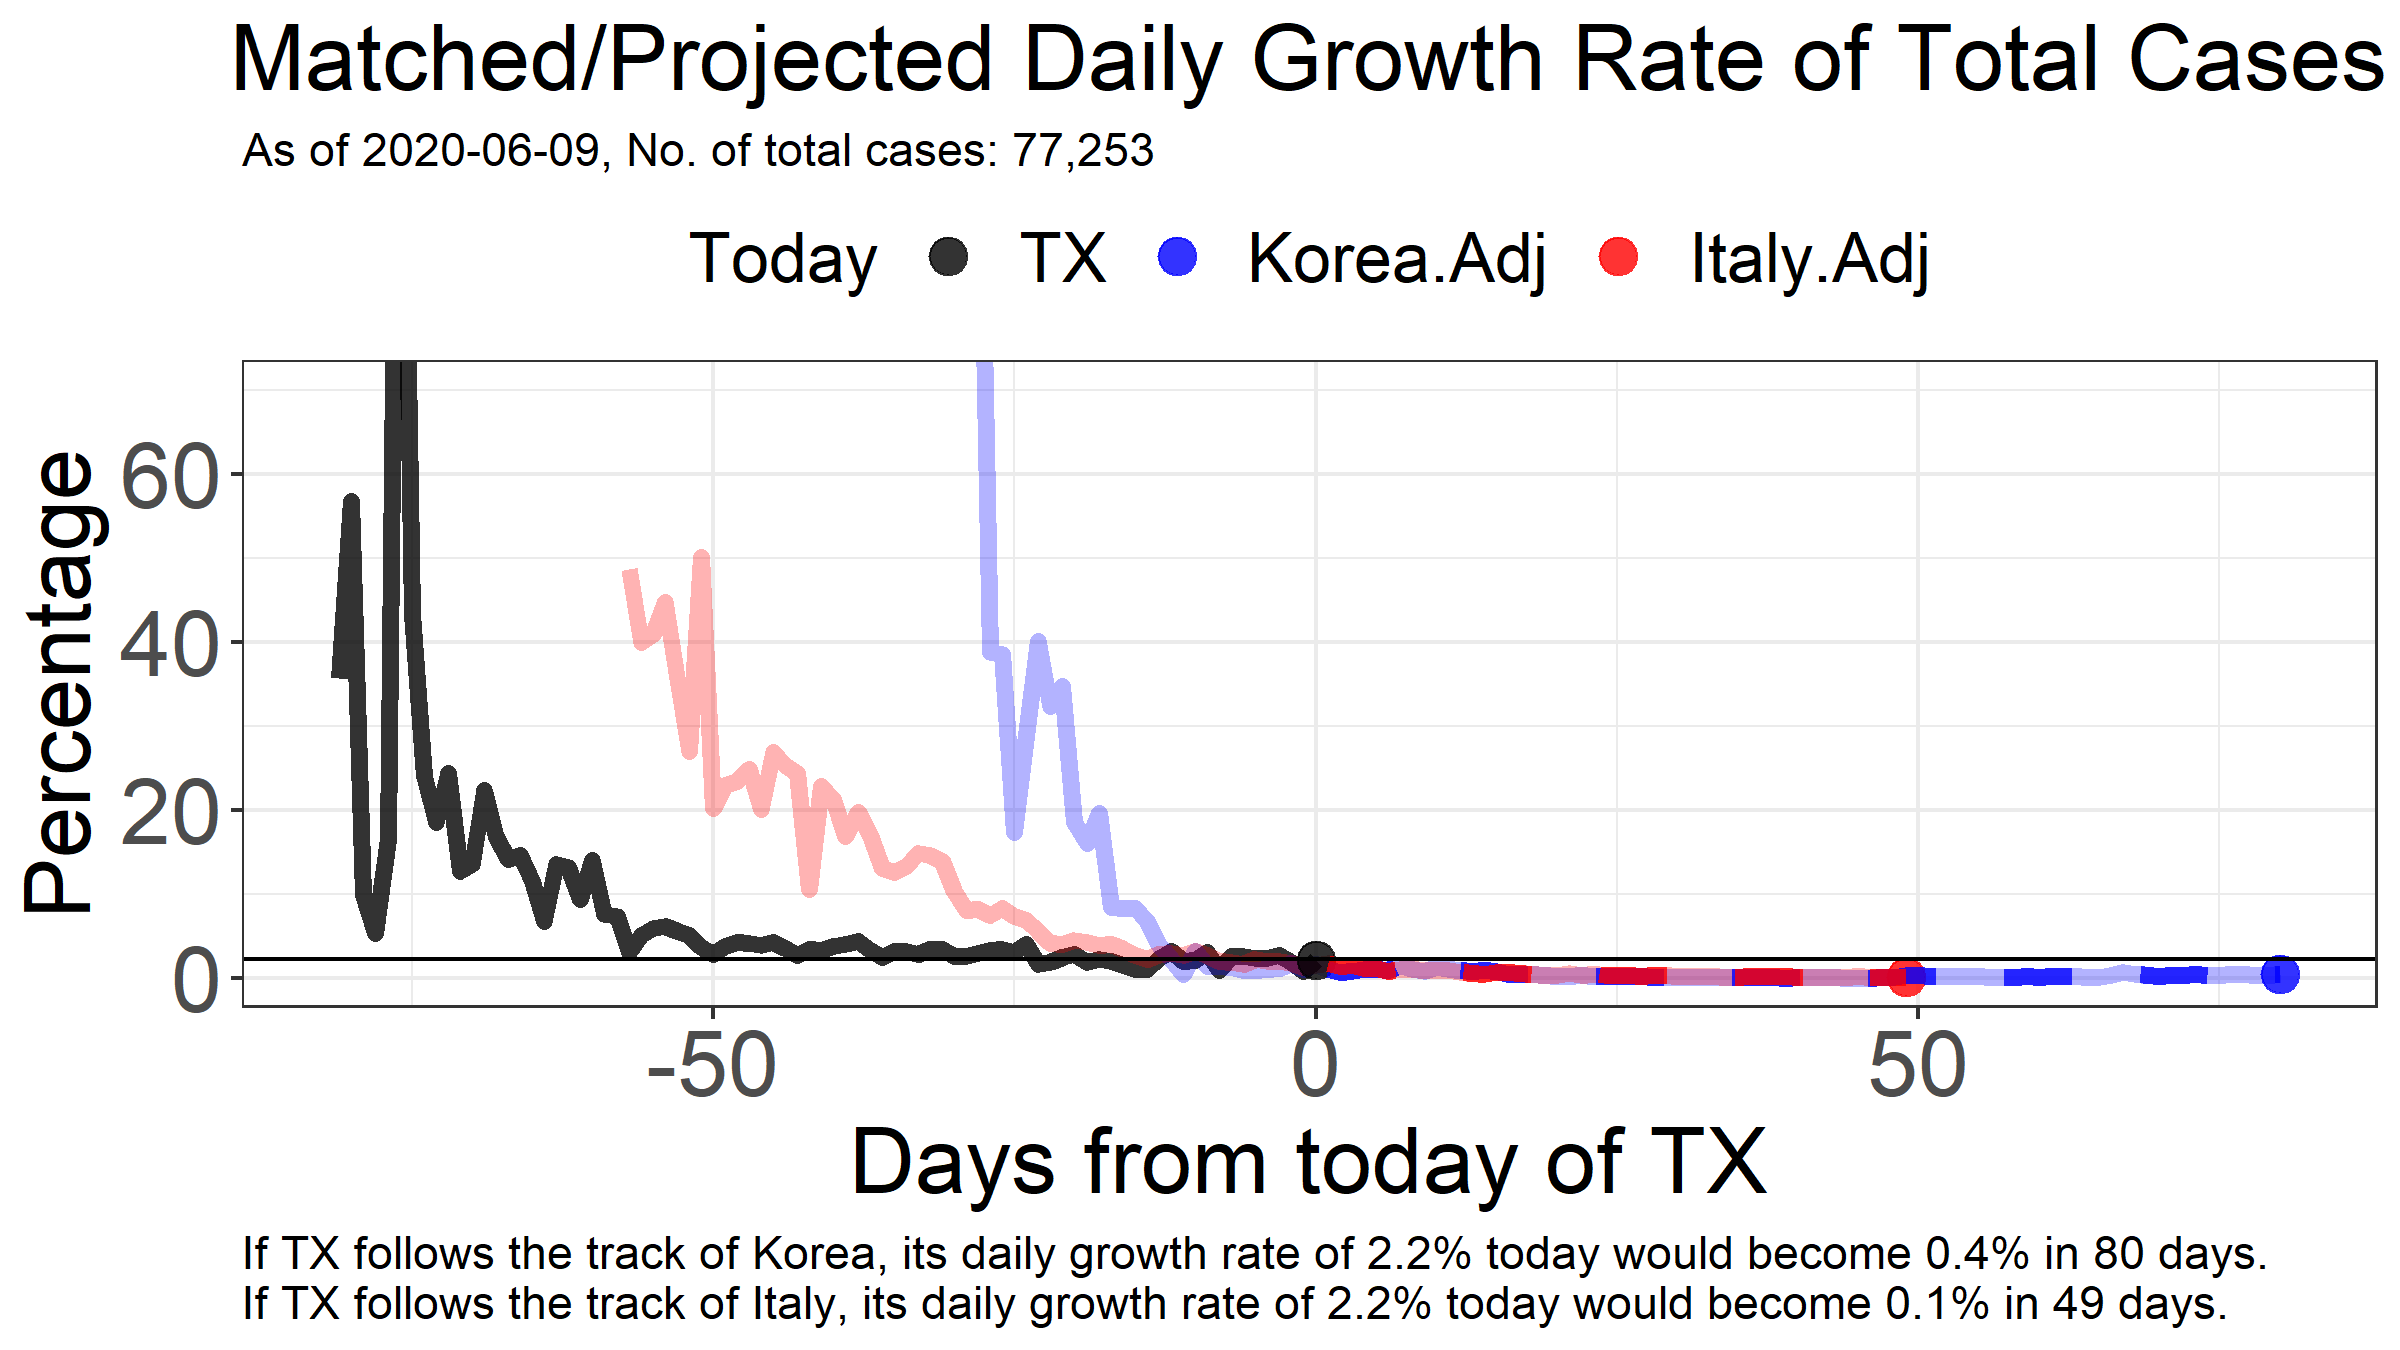 Matched/Projected Daily Growth Rate of Total Cases
As of 2020-06-09, No. of total cases: 77,253
Today TX Korea.Adj Italy.Adj
Percentage
60
40
20
0
-50 0 50
Days from today of TX
If TX follows the track of Korea, its daily growth rate of 2.2% today would become 0.4% in 80 days.
If TX follows the track of Italy, its daily growth rate of 2.2% today would become 0.1% in 49 days.